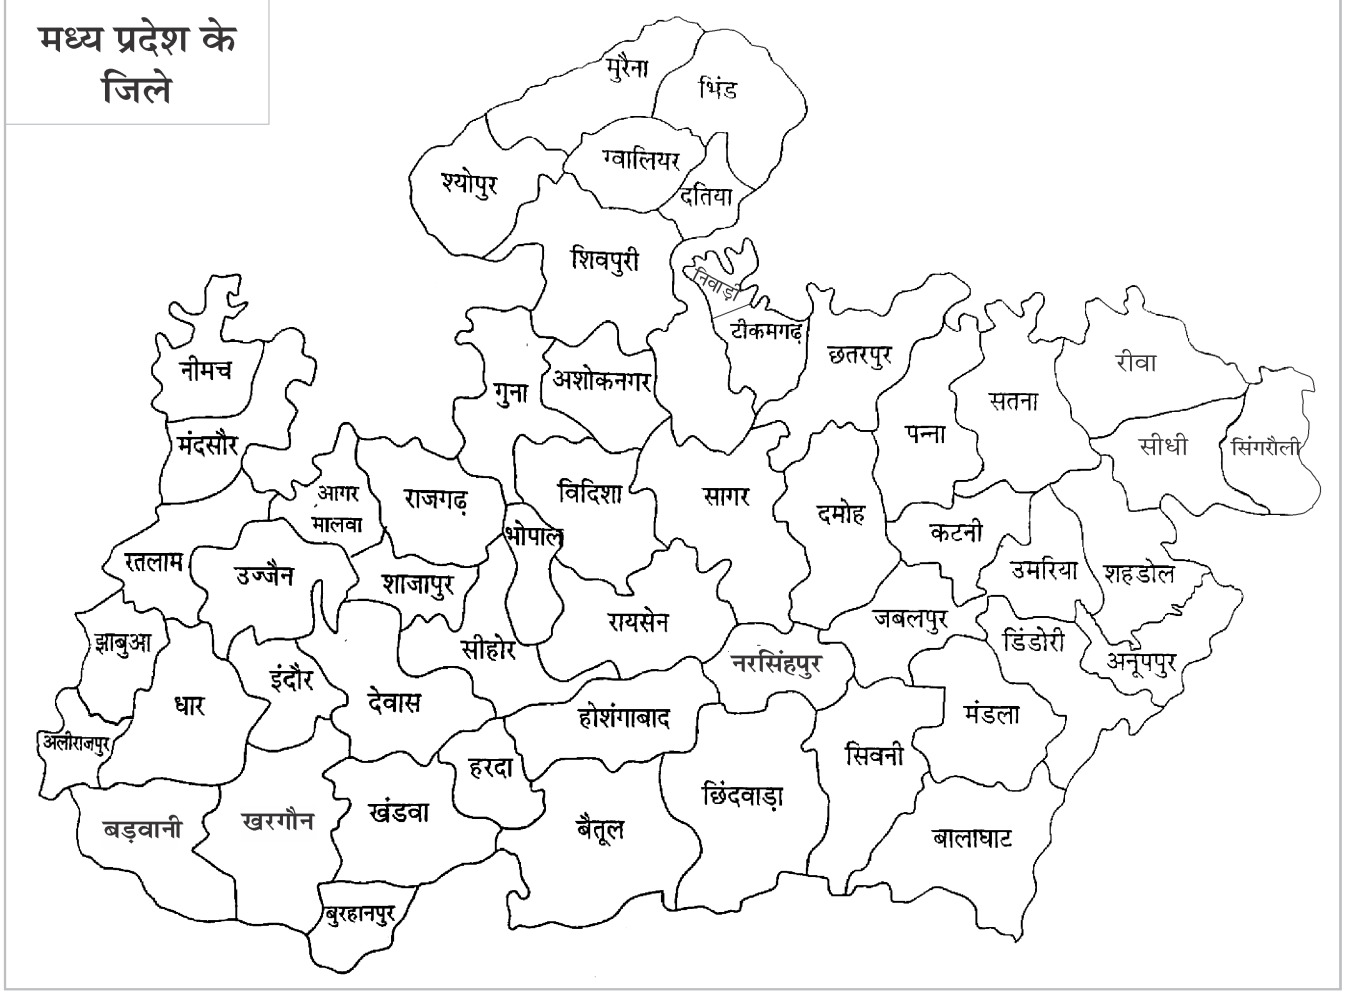 मध्य प्रदेश के
जिले
मुरैना
भिंड
ग्वालियर
श्योपुर
दतिया
शिवपुरी
निवाड़ी
टीकमगढ़
छतरपुर
रीवा
नीमच
अशोकनगर
गुना
सतना
पन्ना
मंदसौर
सीधी
सिंगरौली
आगर
मालवा
राजगढ़
विदिशा
सागर
दमोह
कटनी
भोपाल
रतलाम
उज्जैन
शाजापुर
उमरिया
शहडोल
रायसेन
जबलपुर
झाबुआ
सीहोर
डिंडोरी
नरसिंहपुर
अनूपपुर
इंदौर
धार
देवास
होशंगाबाद
मंडला
अलीराजपुर
सिवनी
हरदा
छिंदवाड़ा
बड़वानी
खरगौन
खंडवा
बैतूल
बालाघाट
बुरहानपुर